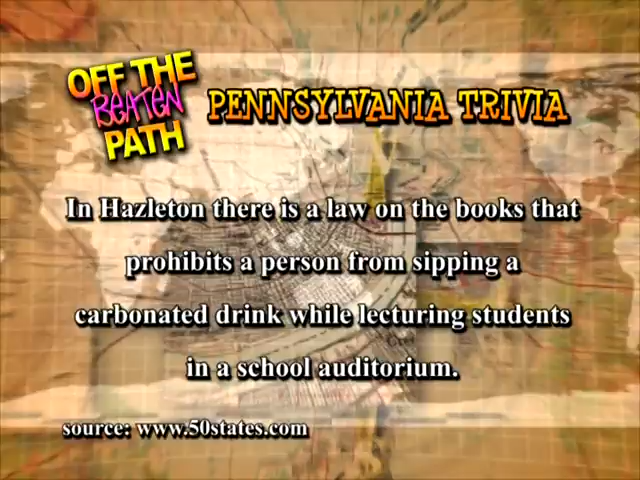 OFF THE
BEATEN
PATH
PENNSYLVANIA TRIVIA
In Hazleton there is a law on the books that
prohibits a person from sipping a
carbonated drink while lecturing students
in a school auditorium.
source: www.50states.com